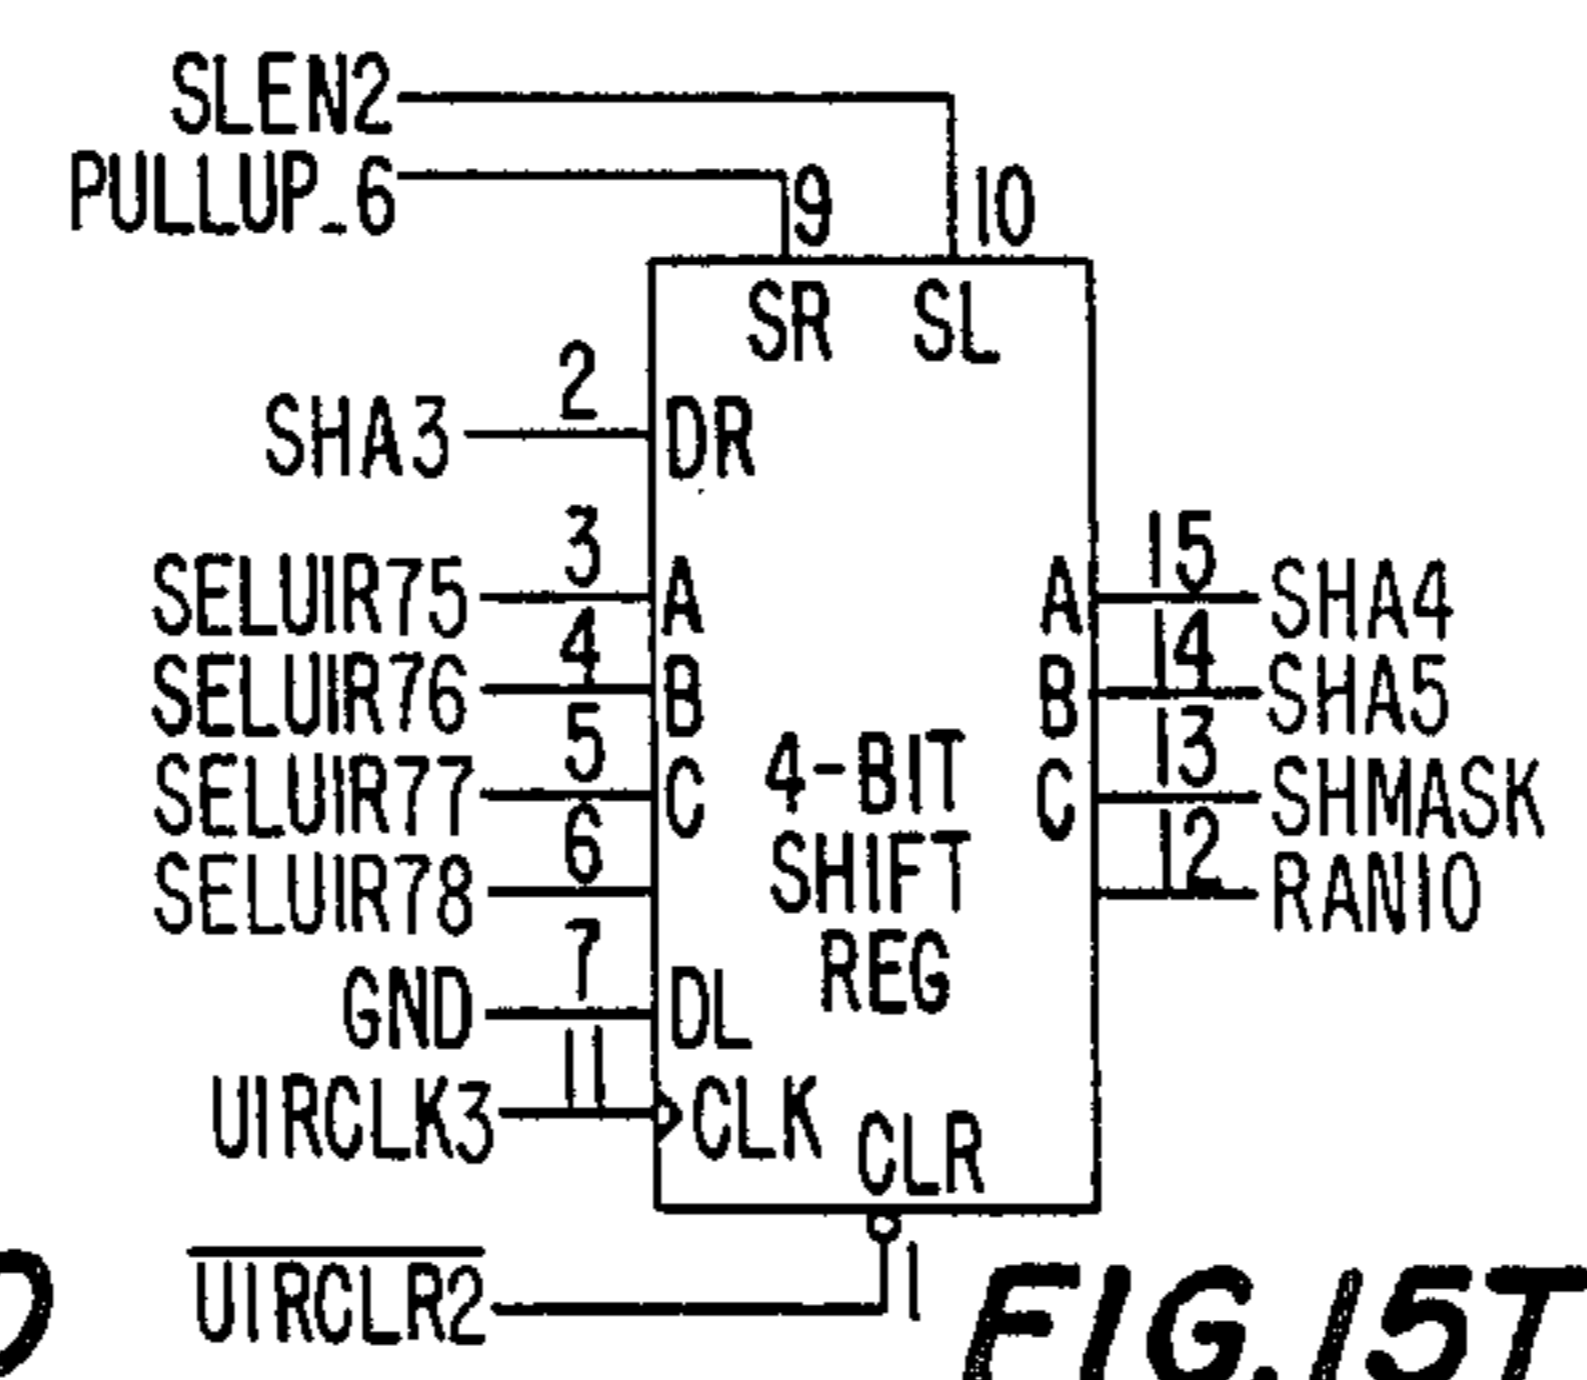 SLEN2
PULLUP_6
9 10
SR SL
2
SHA3 DR
3 15
SELUIR75 A A SHA4
4 14
SELUIR76 B B SHA5
5 13
SELUIR77 C C SHMASK
4-BIT
6 12
SELUIR78 SHIFT RAN10
REG
7
GND DL
11
UIRCLK3 CLK
CLR
UIRCLR2 1
FIG.15T